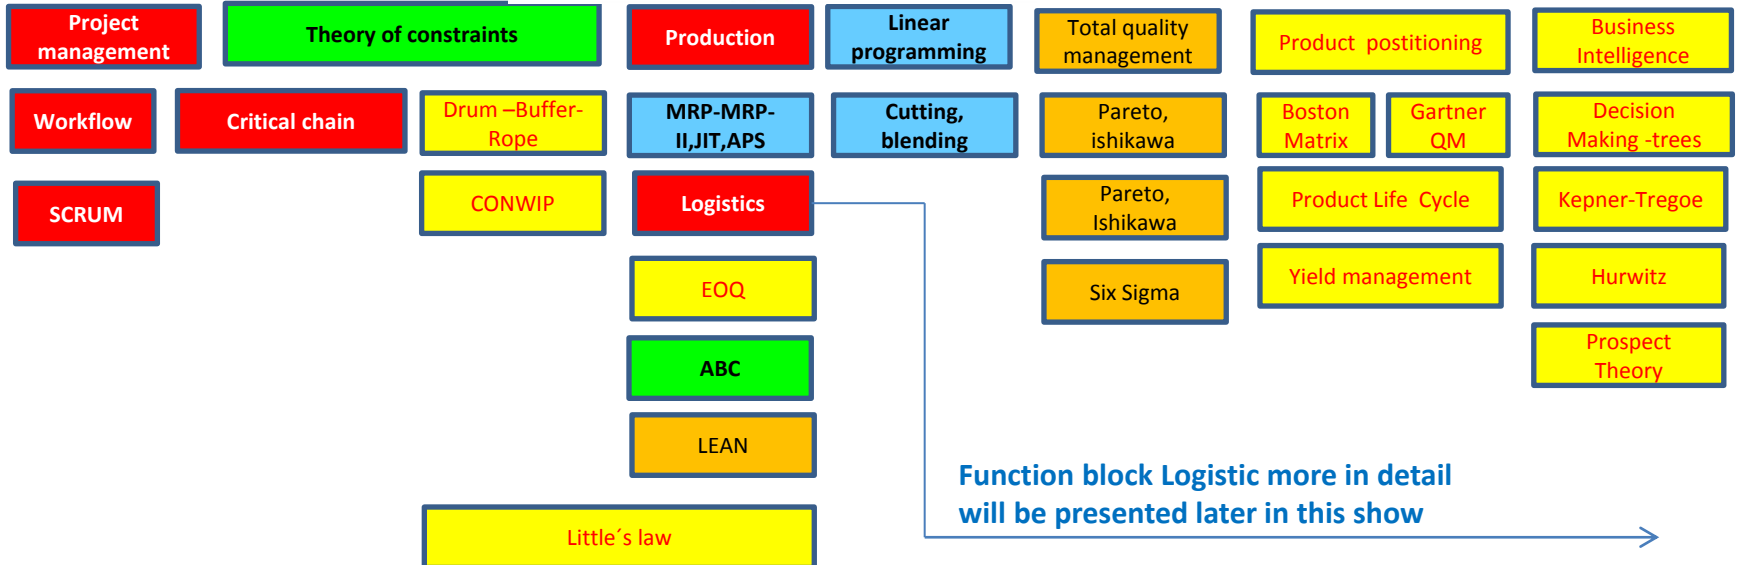 Project
management
Theory of constraints
Production
Linear
programming
Total quality
management
Product  postitioning
Business
Intelligence
Workflow
Critical chain
Drum –Buffer-
Rope
MRP-MRP-
II,JIT,APS
Cutting,
blending
Pareto,
ishikawa
Boston
Matrix
Gartner
QM
Decision
Making -trees
SCRUM
CONWIP
Logistics
Pareto,
Ishikawa
Product Life  Cycle
Kepner-Tregoe
EOQ
Six Sigma
Yield management
Hurwitz
ABC
Prospect
Theory
LEAN
Function block Logistic more in detail
will be presented later in this show
Little´s law